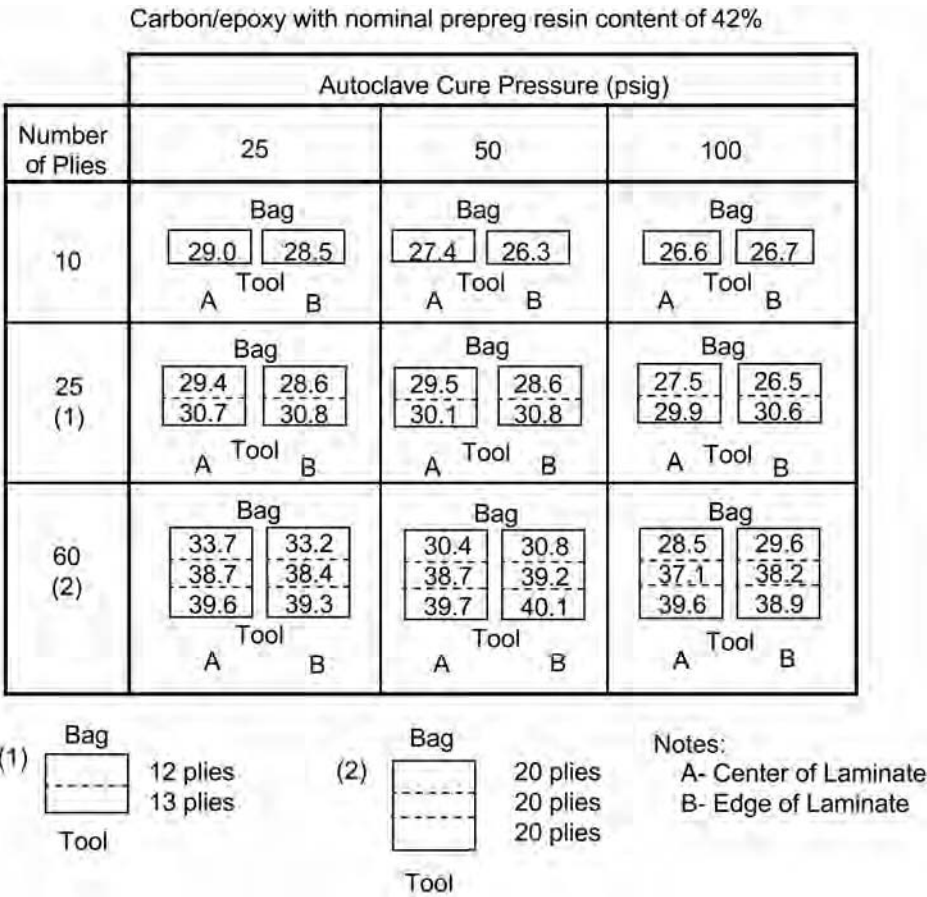 Carbon/epoxy with nominal prepreg resin content of 42%
Autoclave Cure Pressure (psig)
Number
of Plies
25 50 100
10
Bag Bag Bag
29.0 28.5 27.4 26.3 26.6 26.7
Tool Tool Tool
A B A B A B
25
(1)
Bag Bag Bag
29.4 28.6 29.5 28.6 27.5 26.5
30.7 30.8 30.1 30.8 29.9 30.6
Tool Tool Tool
A B A B A B
60
(2)
Bag Bag Bag
33.7 33.2 30.4 30.8 28.5 29.6
38.7 38.4 38.7 39.2 37.1 38.2
39.6 39.3 39.7 40.1 39.6 38.9
Tool Tool Tool
A B A B A B
(1)
Bag
12 plies
13 plies
Tool
(2)
Bag
20 plies
20 plies
20 plies
Tool
Notes:
A- Center of Laminate
B- Edge of Laminate